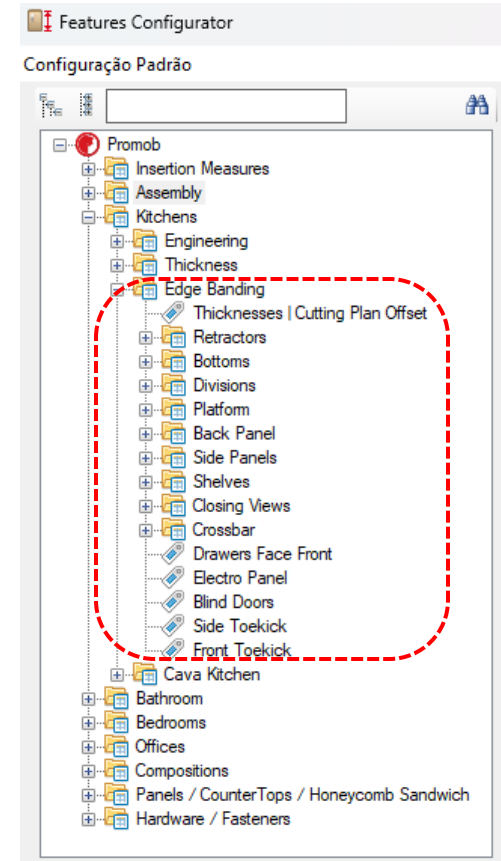 Features Configurator
Configuração Padrão
Promob
Insertion Measures
Assembly
Kitchens
Engineering
Thickness
Edge Banding
Thicknesses | Cutting Plan Offset
Retractors
Bottoms
Divisions
Platform
Back Panel
Side Panels
Shelves
Closing Views
Crossbar
Drawers Face Front
Electro Panel
Blind Doors
Side Toekick
Front Toekick
Cava Kitchen
Bathroom
Bedrooms
Offices
Compositions
Panels / CounterTops / Honeycomb Sandwich
Hardware / Fasteners